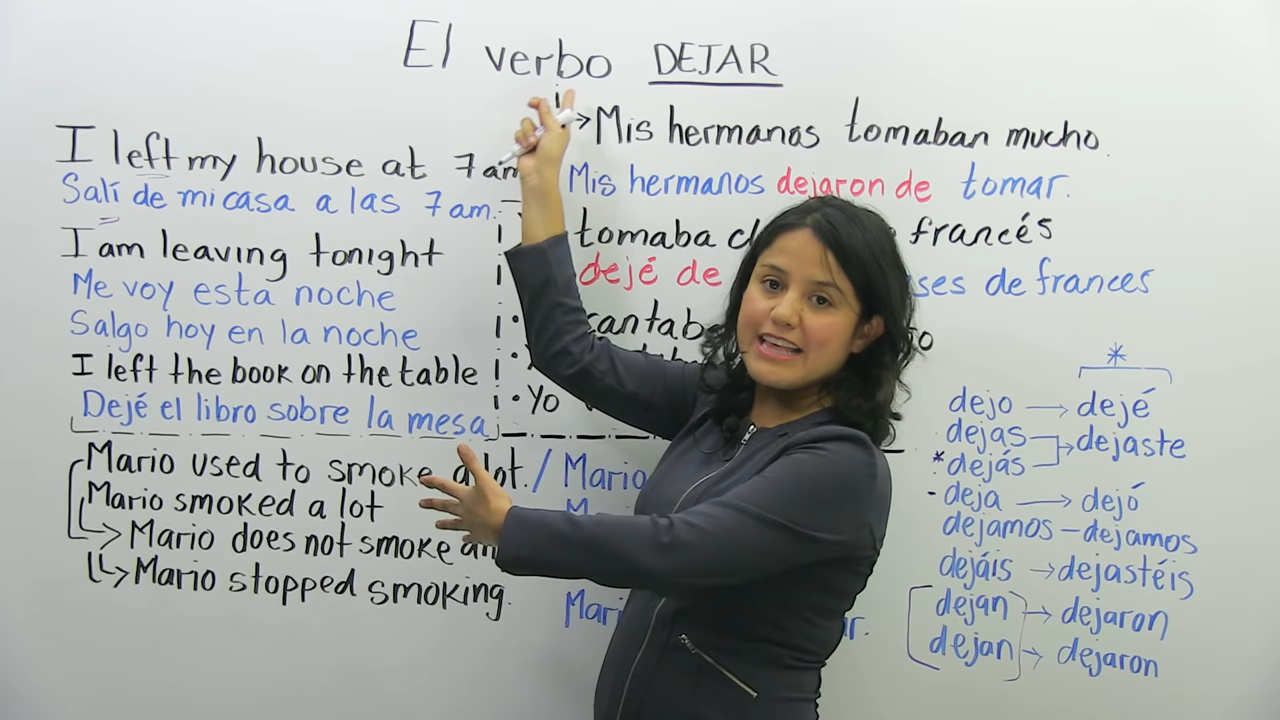 El verbo DEJAR
I left my house at 7 am
Salí de mi casa a las 7 am.
I am leaving tonight
Me voy esta noche
Salgo hoy en la noche
I left the book on the table
Dejé el libro sobre la mesa
→ Mis hermanos tomaban mucho.
Mis hermanos dejaron de tomar.
tomaba francés
dejé de de frances
• cantaba
• Yo
Mario used to smoke a lot. / Mario
Mario smoked a lot
→ Mario does not smoke
→ Mario stopped smoking.
*
dejo → dejé
dejas → dejaste
* dejás
- deja → dejó
dejamos - dejamos
dejáis → dejastéis
dejan → dejaron
dejan → dejaron